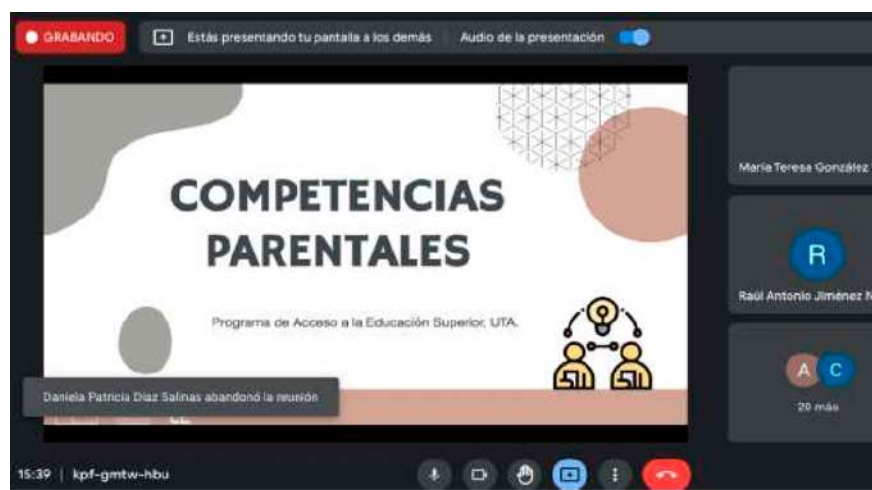 GRABANDO
Estás presentando tu pantalla a los demás
Audio de la presentación
COMPETENCIAS
PARENTALES
Programa de Acceso a la Educación Superior, UTA.
María Teresa González
R
Raúl Antonio Jiménez N
A C
20 más
Daniela Patricia Díaz Salinas abandonó la reunión
15:39 | kpf-gmtw-hbu